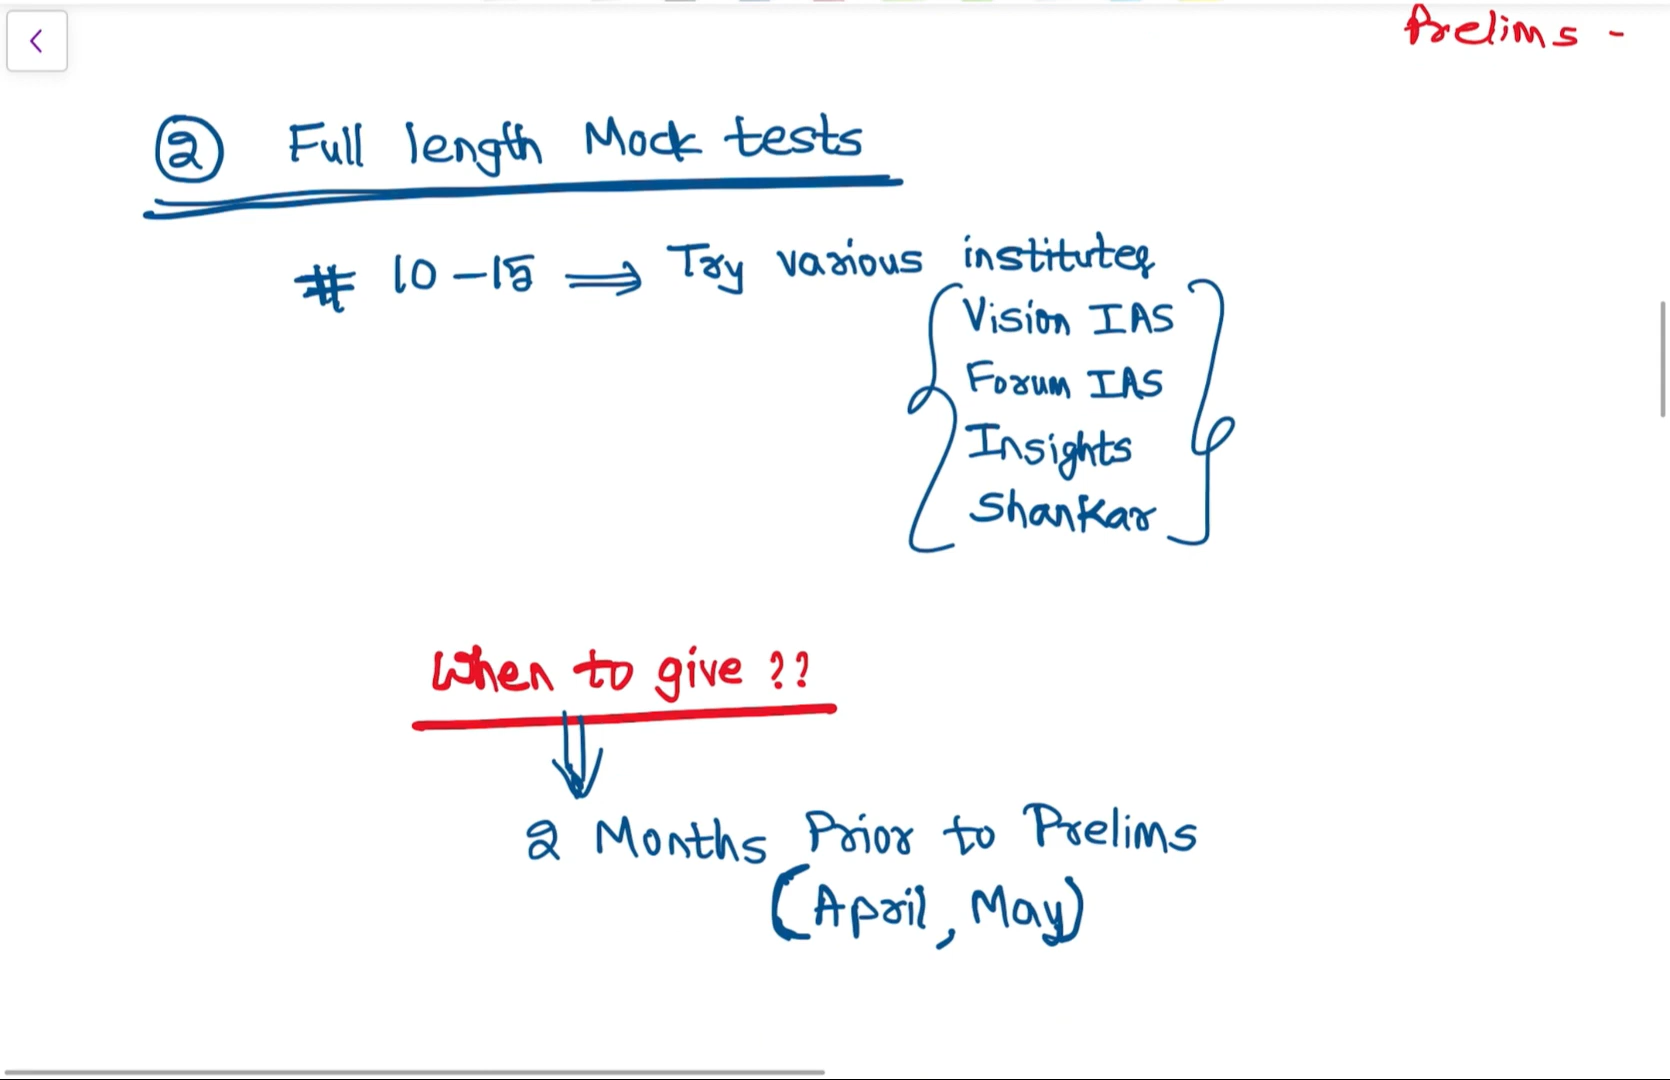 Prelims -
② Full length Mock tests
# 10-15 ⟹ Try various institutes
Vision IAS
Forum IAS
Insights
Shankar
When to give ??
2 Months Prior to Prelims
(April, May)